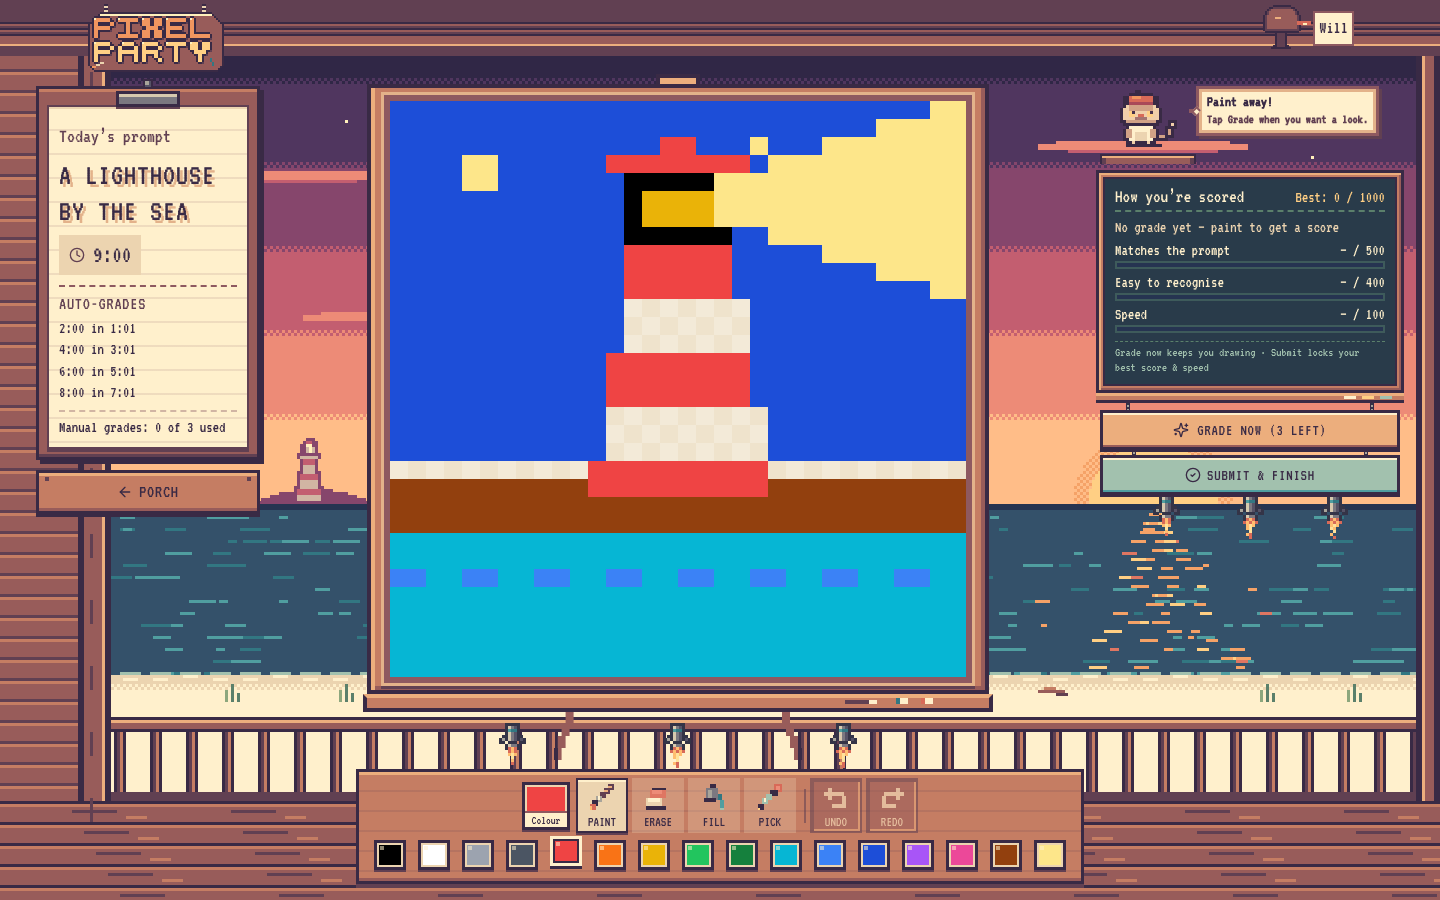 PIXEL
PARTY
Will
Today's prompt
A LIGHTHOUSE
BY THE SEA
9:00
AUTO-GRADES
2:00 in 1:01
4:00 in 3:01
6:00 in 5:01
8:00 in 7:01
Manual grades: 0 of 3 used
PORCH
Paint away!
Tap Grade when you want a look.
How you're scored
Best: 0 / 1000
No grade yet - paint to get a score
Matches the prompt
- / 500
Easy to recognise
- / 400
Speed
- / 100
Grade now keeps you drawing · Submit locks your
best score & speed
GRADE NOW (3 LEFT)
SUBMIT & FINISH
Colour
PAINT
ERASE
FILL
PICK
UNDO
REDO